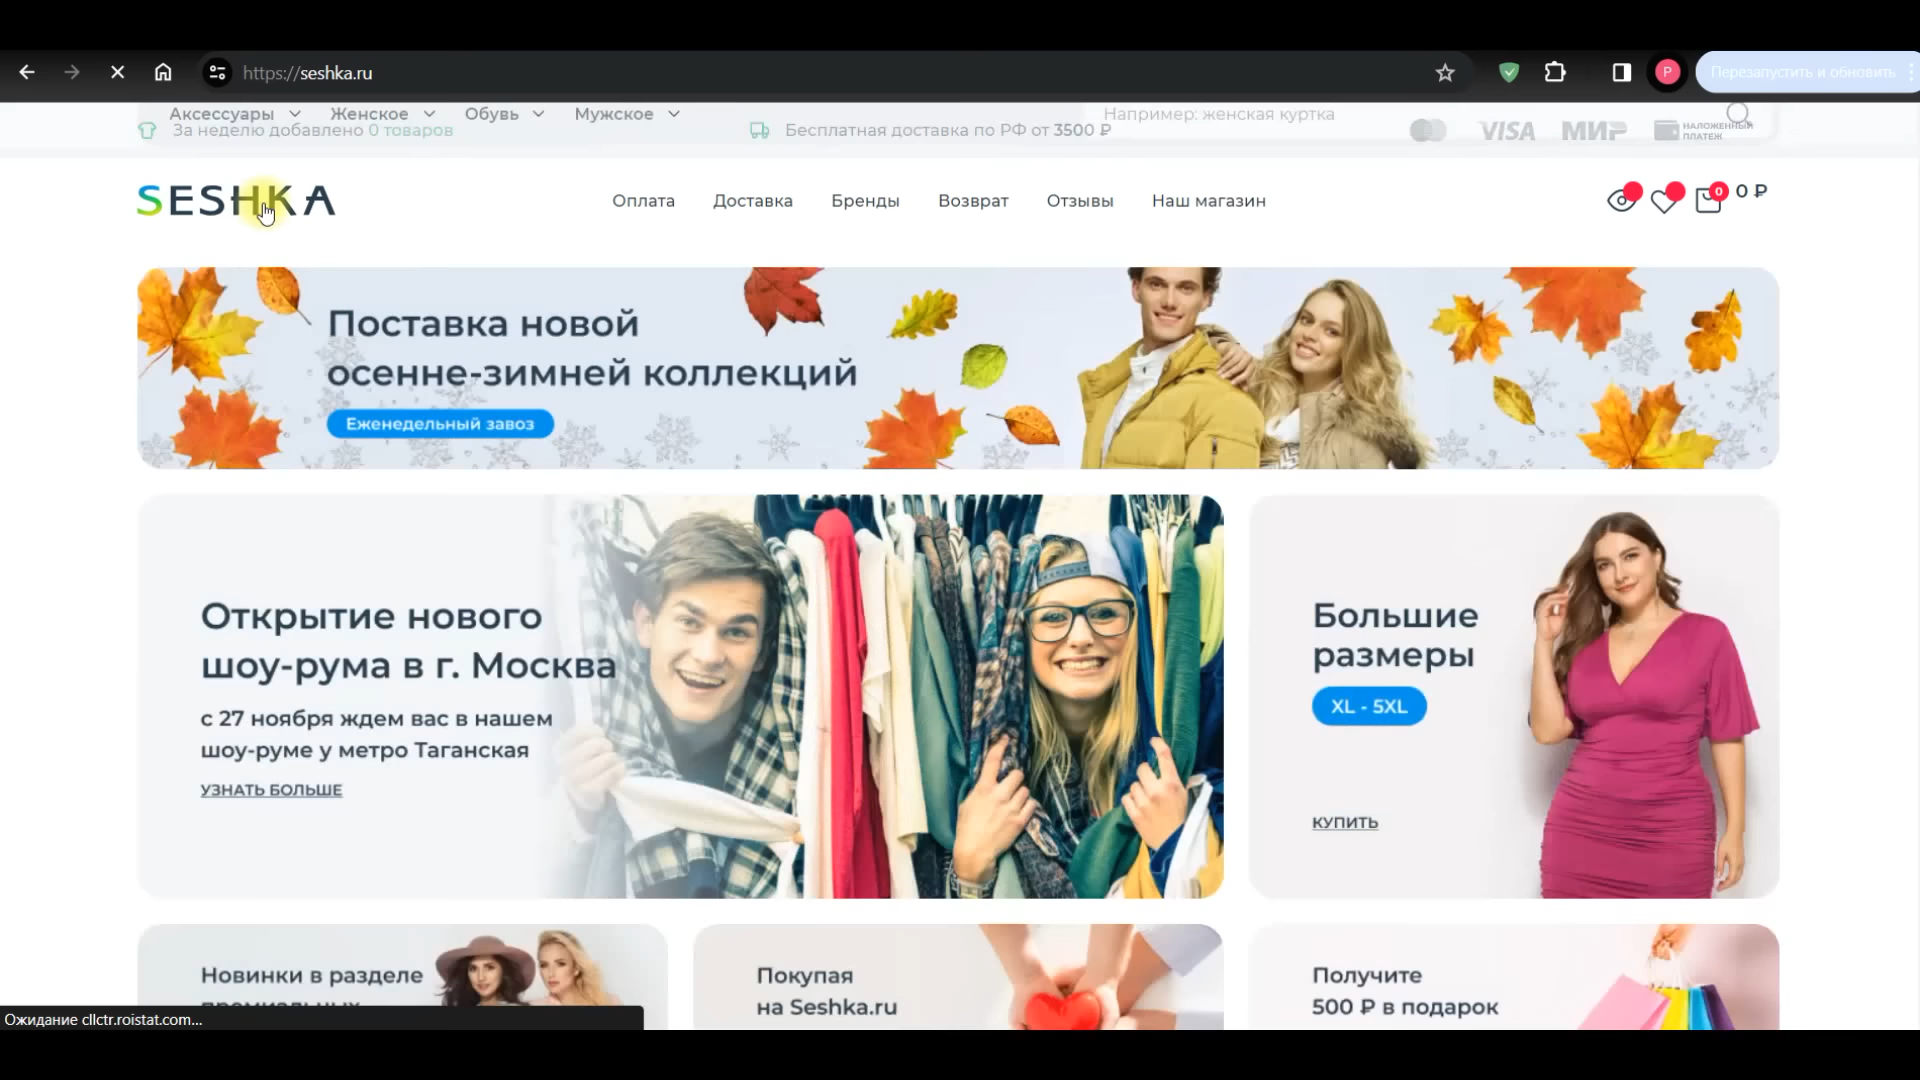 https://seshka.ru
P
Перезапустить и обновить
Аксессуары Женское Обувь Мужское
Например: женская куртка
За неделю добавлено 0 товаров
Бесплатная доставка по РФ от 3500 ₽
VISA МИР НАЛОЖЕННЫЙ
ПЛАТЕЖ
SESHKA
Оплата Доставка Бренды Возврат Отзывы Наш магазин
0 0 ₽
Поставка новой
осенне-зимней коллекций
Еженедельный завоз
Открытие нового
шоу-рума в г. Москва
с 27 ноября ждем вас в нашем
шоу-руме у метро Таганская
УЗНАТЬ БОЛЬШЕ
Большие
размеры
XL - 5XL
КУПИТЬ
Новинки в разделе
Покупая
на Seshka.ru
Получите
500 ₽ в подарок
Ожидание cllctr.roistat.com...